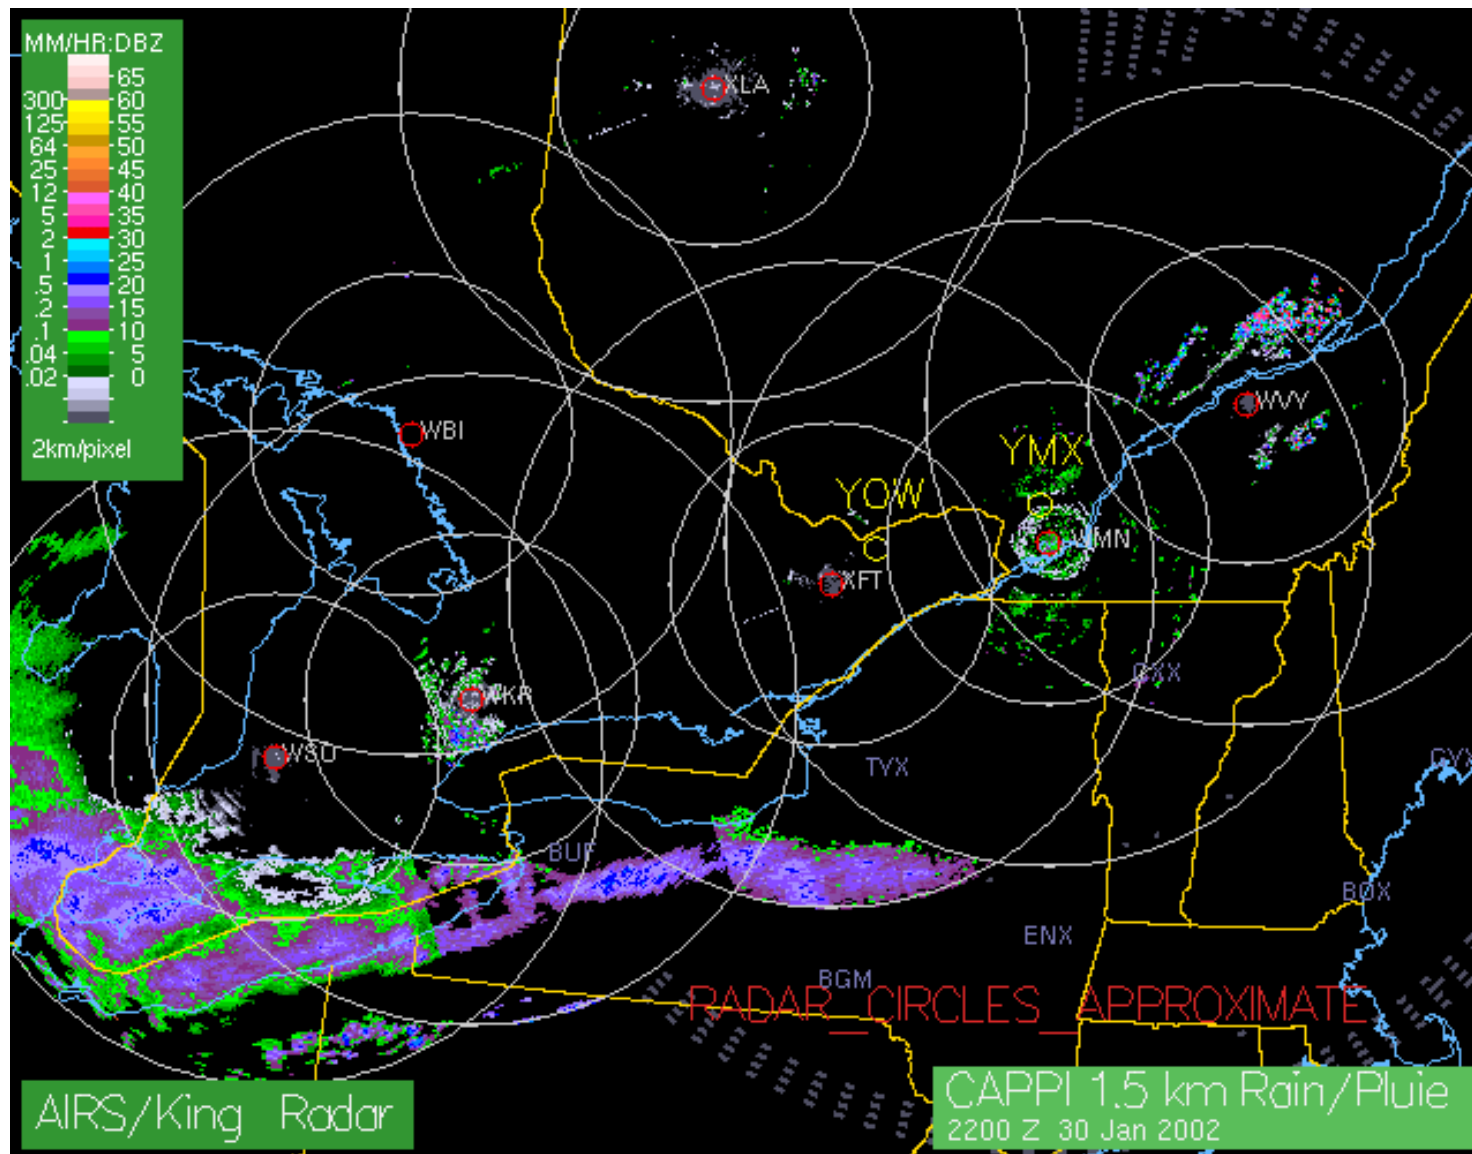 MM/HR:DBZ
65
300 60
125 55
64 50
25 45
12 40
5 35
2 30
1 25
.5 20
.2 15
.1 10
.04 5
.02 0
2km/pixel
XLA
WBI
WVY
YMX
YOW
WMN
XFT
WKR
CXX
WSO
TYX
GYX
BUF
BOX
ENX
BGM
RADAR_CIRCLES_APPROXIMATE
AIRS/King Radar
CAPPI 1.5 km Rain/Pluie
2200 Z 30 Jan 2002